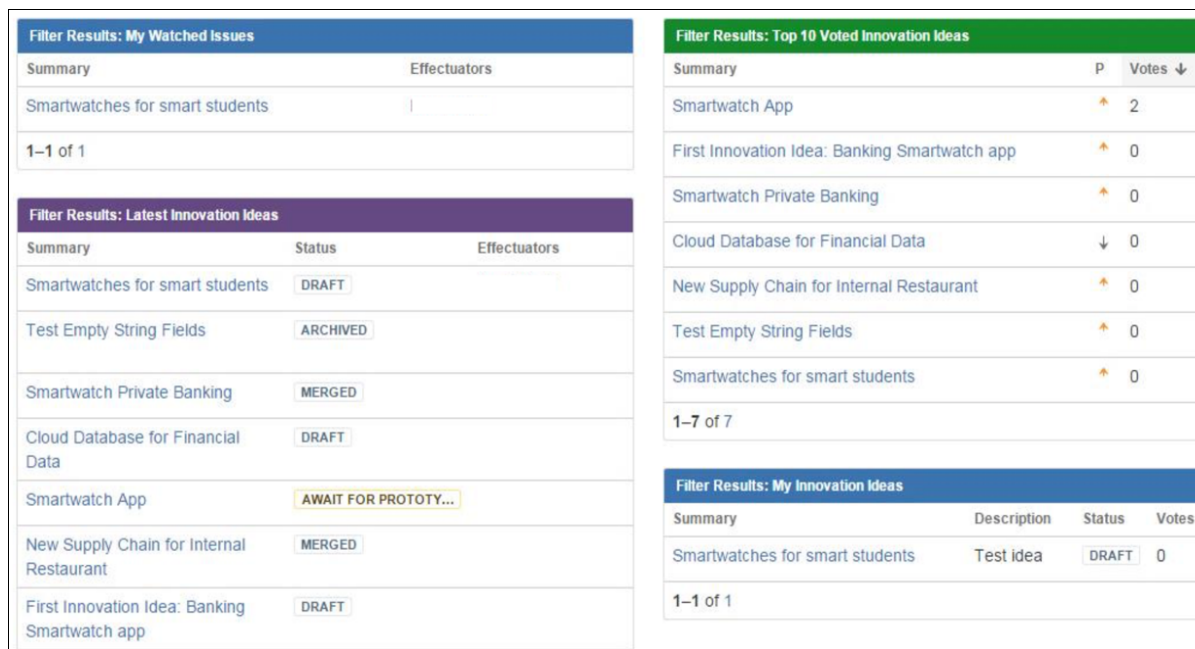 Filter Results: My Watched Issues
Summary Effectuators
Smartwatches for smart students
1–1 of 1
Filter Results: Latest Innovation Ideas
Summary Status Effectuators
Smartwatches for smart students DRAFT
Test Empty String Fields ARCHIVED
Smartwatch Private Banking MERGED
Cloud Database for Financial DRAFT
Data
Smartwatch App AWAIT FOR PROTOTY...
New Supply Chain for Internal MERGED
Restaurant
First Innovation Idea: Banking DRAFT
Smartwatch app
Filter Results: Top 10 Voted Innovation Ideas
Summary P Votes ↓
Smartwatch App ↑ 2
First Innovation Idea: Banking Smartwatch app ↑ 0
Smartwatch Private Banking ↑ 0
Cloud Database for Financial Data ↓ 0
New Supply Chain for Internal Restaurant ↑ 0
Test Empty String Fields ↑ 0
Smartwatches for smart students ↑ 0
1–7 of 7
Filter Results: My Innovation Ideas
Summary Description Status Votes
Smartwatches for smart students Test idea DRAFT 0
1–1 of 1